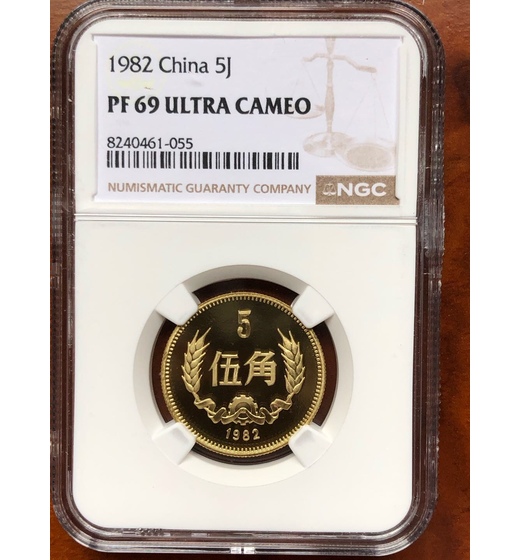 1982 China 5J
PF 69 ULTRA CAMEO
8240461-055
NUMISMATIC GUARANTY COMPANY NGC
5
伍角
1982